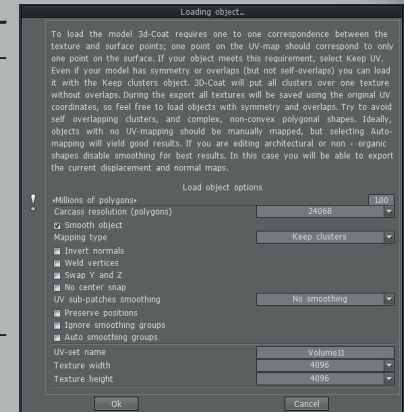 Loading object...
To load the model 3d-Coat requires one to one correspondence between the
texture and surface points; one point on the UV-map should correspond to only
one point on the surface. If your object meets this requirement, select Keep UV.
Even if your model has symmetry or overlaps (but not self-overlaps) you can load
it with the Keep clusters object. 3D-Coat will put all clusters over one texture
without overlaps. During the export all textures will be saved using the original UV
coordinates, so feel free to load objects with symmetry and overlaps. Try to avoid
self overlapping clusters, and complex, non-convex polygonal shapes. Ideally,
objects with no UV-mapping should be manually mapped, but selecting Auto-
mapping will yield good results. If you are editing architectural or non - organic
shapes disable smoothing for best results. In this case you will be able to export
the current displacement and normal maps.
Load object options
◂Millions of polygons▸ 1.00
Carcass resolution (polygons) 24068
Smooth object
Mapping type Keep clusters
Invert normals
Weld vertices
Swap Y and Z
No center snap
UV sub-patches smoothing No smoothing
Preserve positions
Ignore smoothing groups
Auto smoothing groups
UV-set name Volume11
Texture width 4096
Texture height 4096
Ok Cancel